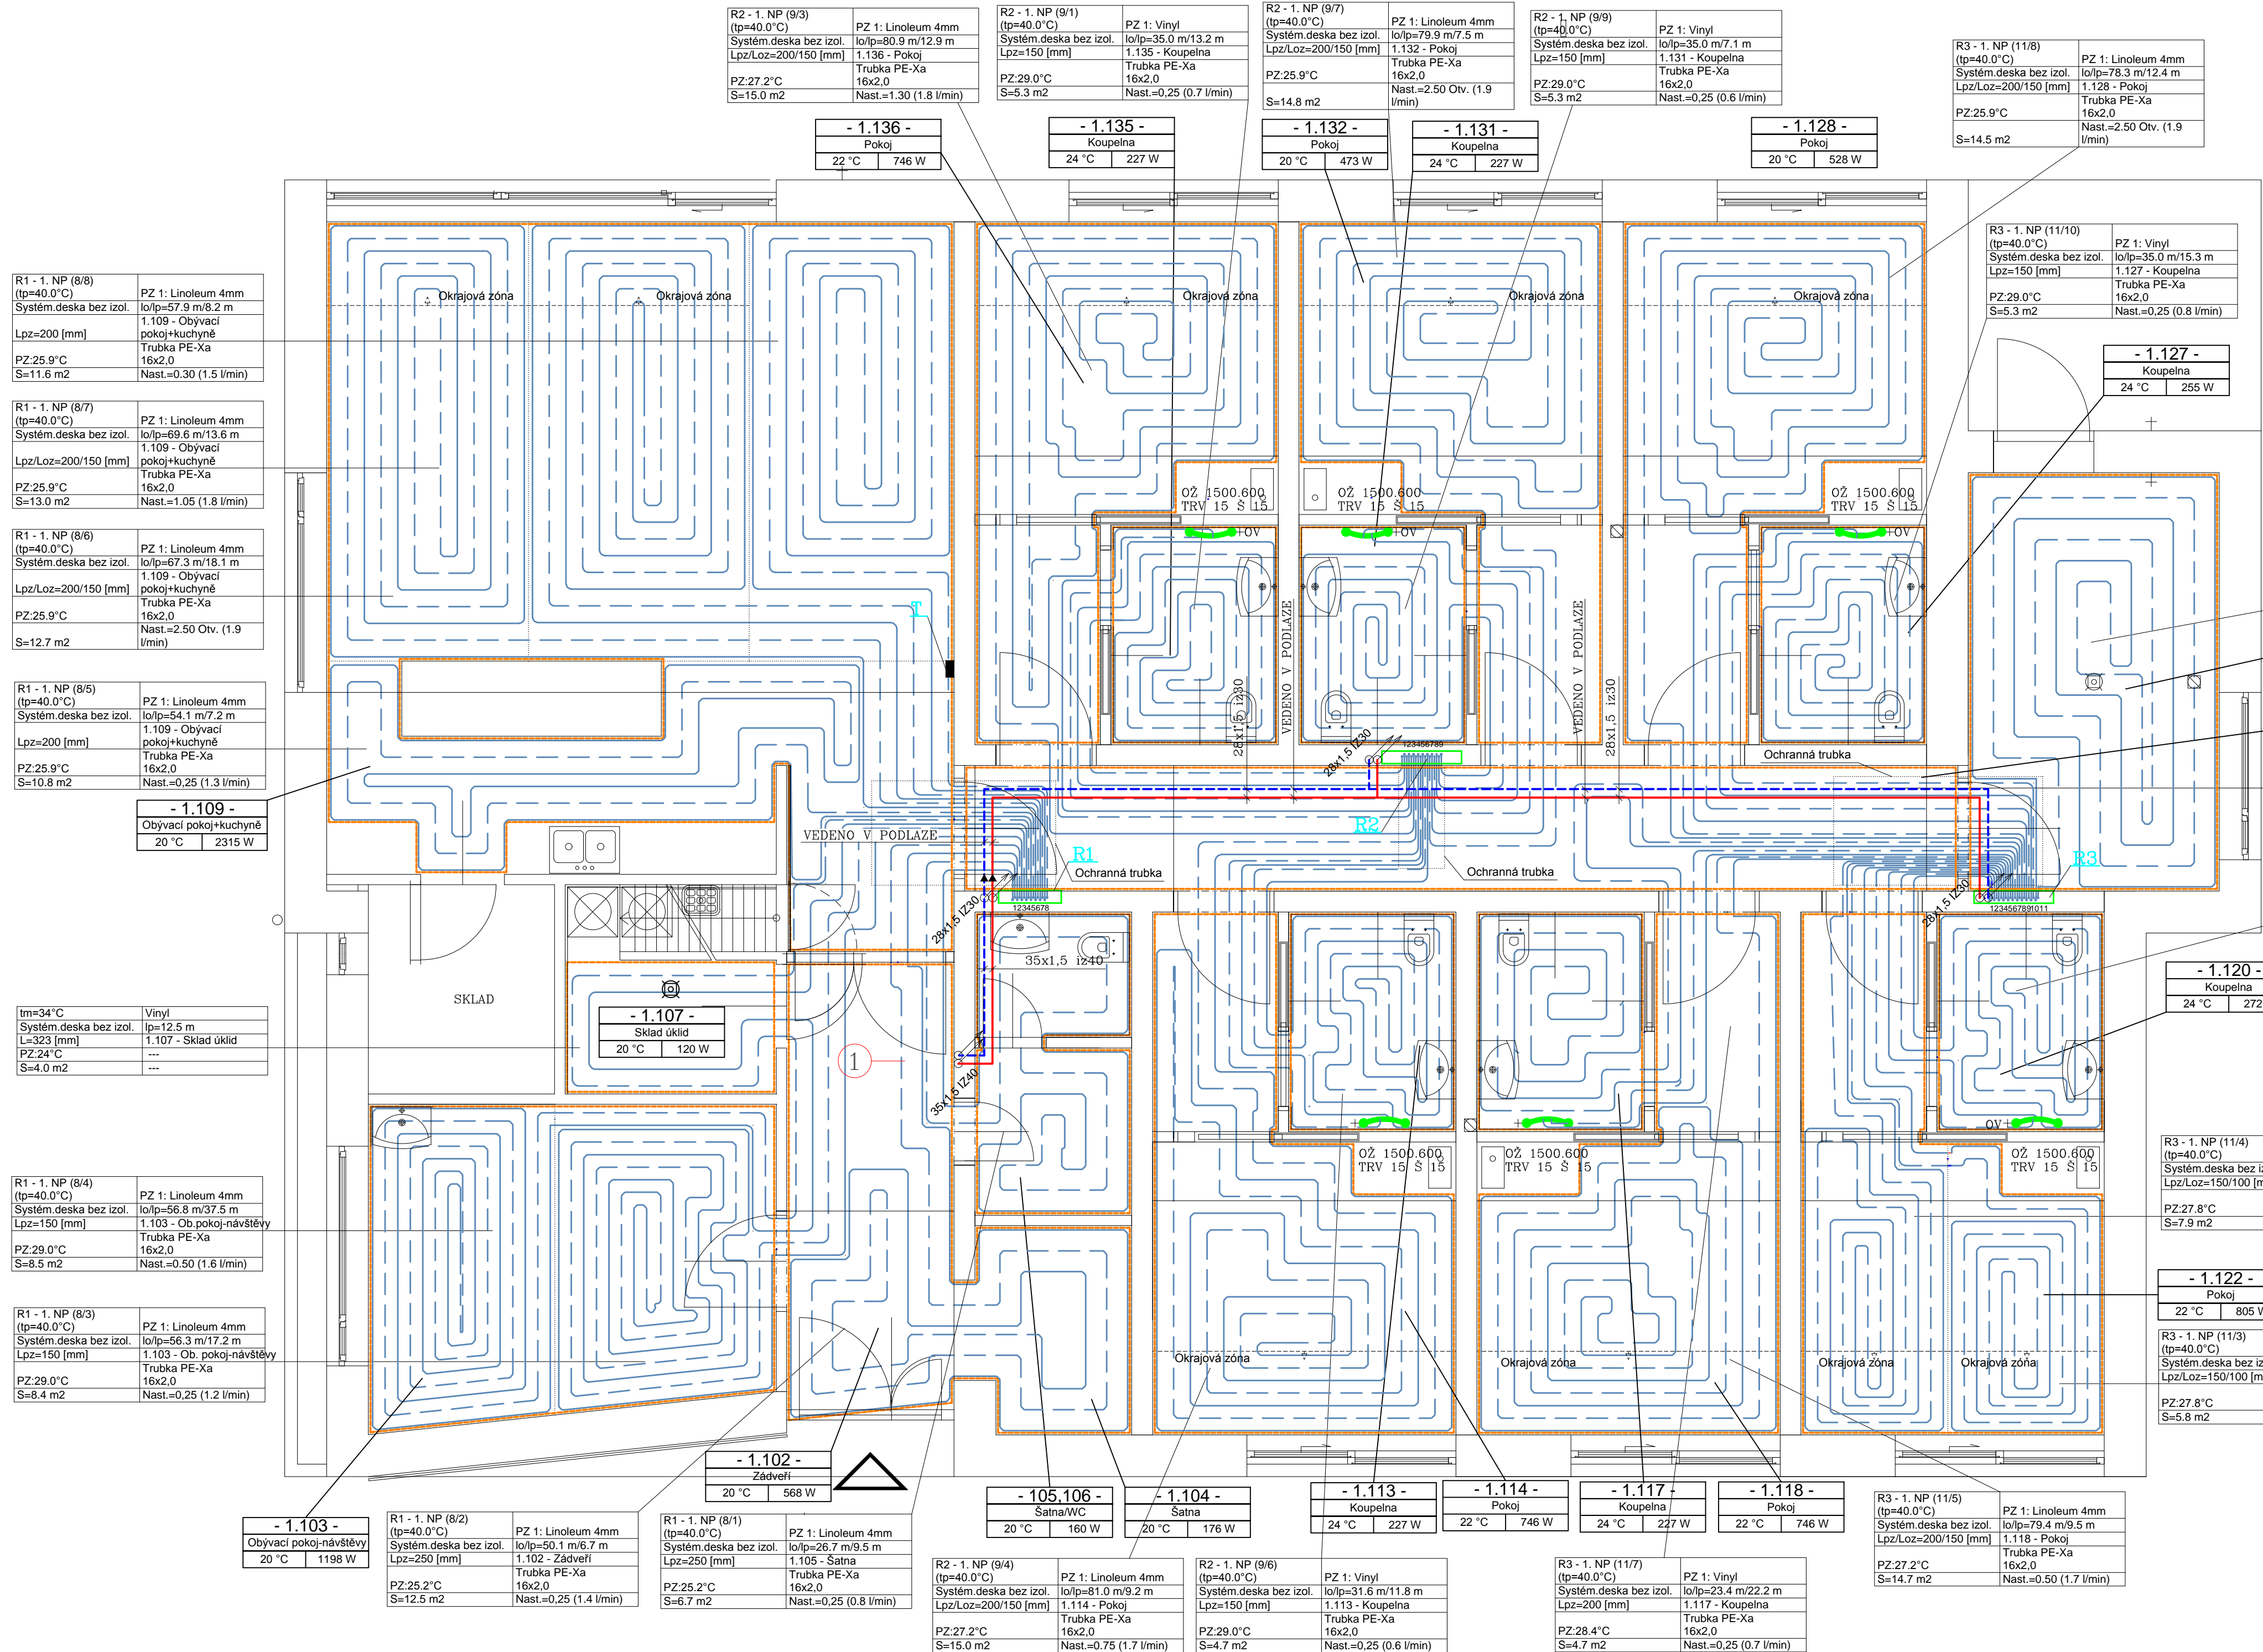 R2 - 1. NP (9/3)
(tp=40.0°C) PZ 1: Linoleum 4mm
Systém.deska bez izol. lo/lp=80.9 m/12.9 m
Lpz/Loz=200/150 [mm] 1.136 - Pokoj
PZ:27.2°C Trubka PE-Xa
16x2,0
S=15.0 m2 Nast.=1.30 (1.8 l/min)
R2 - 1. NP (9/1)
(tp=40.0°C) PZ 1: Vinyl
Systém.deska bez izol. lo/lp=35.0 m/13.2 m
Lpz=150 [mm] 1.135 - Koupelna
PZ:29.0°C Trubka PE-Xa
16x2,0
S=5.3 m2 Nast.=0,25 (0.7 l/min)
R2 - 1. NP (9/7)
(tp=40.0°C) PZ 1: Linoleum 4mm
Systém.deska bez izol. lo/lp=79.9 m/7.5 m
Lpz/Loz=200/150 [mm] 1.132 - Pokoj
PZ:25.9°C Trubka PE-Xa
16x2,0
S=14.8 m2 Nast.=2.50 Otv. (1.9
l/min)
R2 - 1. NP (9/9)
(tp=40.0°C) PZ 1: Vinyl
Systém.deska bez izol. lo/lp=35.0 m/7.1 m
Lpz=150 [mm] 1.131 - Koupelna
PZ:29.0°C Trubka PE-Xa
16x2,0
S=5.3 m2 Nast.=0,25 (0.6 l/min)
R3 - 1. NP (11/8)
(tp=40.0°C) PZ 1: Linoleum 4mm
Systém.deska bez izol. lo/lp=78.3 m/12.4 m
Lpz/Loz=200/150 [mm] 1.128 - Pokoj
PZ:25.9°C Trubka PE-Xa
16x2,0
S=14.5 m2 Nast.=2.50 Otv. (1.9
l/min)
- 1.136 -
Pokoj
22 °C 746 W
- 1.135 -
Koupelna
24 °C 227 W
- 1.132 -
Pokoj
20 °C 473 W
- 1.131 -
Koupelna
24 °C 227 W
- 1.128 -
Pokoj
20 °C 528 W
R3 - 1. NP (11/10)
(tp=40.0°C) PZ 1: Vinyl
Systém.deska bez izol. lo/lp=35.0 m/15.3 m
Lpz=150 [mm] 1.127 - Koupelna
PZ:29.0°C Trubka PE-Xa
16x2,0
S=5.3 m2 Nast.=0,25 (0.8 l/min)
- 1.127 -
Koupelna
24 °C 255 W
R1 - 1. NP (8/8)
(tp=40.0°C) PZ 1: Linoleum 4mm
Systém.deska bez izol. lo/lp=57.9 m/8.2 m
Lpz=200 [mm] 1.109 - Obývací
pokoj+kuchyně
PZ:25.9°C Trubka PE-Xa
16x2,0
S=11.6 m2 Nast.=0.30 (1.5 l/min)
R1 - 1. NP (8/7)
(tp=40.0°C) PZ 1: Linoleum 4mm
Systém.deska bez izol. lo/lp=69.6 m/13.6 m
Lpz/Loz=200/150 [mm] 1.109 - Obývací
pokoj+kuchyně
PZ:25.9°C Trubka PE-Xa
16x2,0
S=13.0 m2 Nast.=1.05 (1.8 l/min)
R1 - 1. NP (8/6)
(tp=40.0°C) PZ 1: Linoleum 4mm
Systém.deska bez izol. lo/lp=67.3 m/18.1 m
Lpz/Loz=200/150 [mm] 1.109 - Obývací
pokoj+kuchyně
PZ:25.9°C Trubka PE-Xa
16x2,0
S=12.7 m2 Nast.=2.50 Otv. (1.9
l/min)
R1 - 1. NP (8/5)
(tp=40.0°C) PZ 1: Linoleum 4mm
Systém.deska bez izol. lo/lp=54.1 m/7.2 m
Lpz=200 [mm] 1.109 - Obývací
pokoj+kuchyně
PZ:25.9°C Trubka PE-Xa
16x2,0
S=10.8 m2 Nast.=0,25 (1.3 l/min)
- 1.109 -
Obývací pokoj+kuchyně
20 °C 2315 W
Okrajová zóna
Okrajová zóna
Okrajová zóna
Okrajová zóna
Okrajová zóna
OŽ 1500.600
TRV 15 Š 15
OŽ 1500.600
TRV 15 Š 15
OŽ 1500.600
TRV 15 Š 15
OV
OV
OV
T
28x1,5 iz30
VEDENO V PODLAZE
VEDENO V PODLAZE
28x1,5 iz30
28x1,5 IZ30
123456789
Ochranná trubka
R2
VEDENO V PODLAZE
R1
Ochranná trubka
Ochranná trubka
R3
12345678
28x1,5 IZ30
28x1,5 IZ30
1234567891011
35x1,5 iz40
SKLAD
- 1.107 -
Sklad úklid
20 °C 120 W
1
35x1,5 IZ40
tm=34°C Vinyl
Systém.deska bez izol. lp=12.5 m
L=323 [mm] 1.107 - Sklad úklid
PZ:24°C ---
S=4.0 m2 ---
- 1.120 -
Koupelna
24 °C 272
OV
OŽ 1500.600
TRV 15 Š 15
OŽ 1500.600
TRV 15 Š 15
OŽ 1500.600
TRV 15 Š 15
R3 - 1. NP (11/4)
(tp=40.0°C)
Systém.deska bez iz
Lpz/Loz=150/100 [m
PZ:27.8°C
S=7.9 m2
R1 - 1. NP (8/4)
(tp=40.0°C) PZ 1: Linoleum 4mm
Systém.deska bez izol. lo/lp=56.8 m/37.5 m
Lpz=150 [mm] 1.103 - Ob.pokoj-návštěvy
PZ:29.0°C Trubka PE-Xa
16x2,0
S=8.5 m2 Nast.=0.50 (1.6 l/min)
- 1.122 -
Pokoj
22 °C 805 W
R1 - 1. NP (8/3)
(tp=40.0°C) PZ 1: Linoleum 4mm
Systém.deska bez izol. lo/lp=56.3 m/17.2 m
Lpz=150 [mm] 1.103 - Ob. pokoj-návštěvy
PZ:29.0°C Trubka PE-Xa
16x2,0
S=8.4 m2 Nast.=0,25 (1.2 l/min)
R3 - 1. NP (11/3)
(tp=40.0°C)
Systém.deska bez iz
Lpz/Loz=150/100 [m
PZ:27.8°C
S=5.8 m2
Okrajová zóna
Okrajová zóna
Okrajová zóna
Okrajová zóna
- 1.102 -
Zádveří
20 °C 568 W
- 105,106 -
Šatna/WC
20 °C 160 W
- 1.104 -
Šatna
20 °C 176 W
- 1.113 -
Koupelna
24 °C 227 W
- 1.114 -
Pokoj
22 °C 746 W
- 1.117 -
Koupelna
24 °C 227 W
- 1.118 -
Pokoj
22 °C 746 W
- 1.103 -
Obývací pokoj-návštěvy
20 °C 1198 W
R1 - 1. NP (8/2)
(tp=40.0°C) PZ 1: Linoleum 4mm
Systém.deska bez izol. lo/lp=50.1 m/6.7 m
Lpz=250 [mm] 1.102 - Zádveří
PZ:25.2°C Trubka PE-Xa
16x2,0
S=12.5 m2 Nast.=0,25 (1.4 l/min)
R1 - 1. NP (8/1)
(tp=40.0°C) PZ 1: Linoleum 4mm
Systém.deska bez izol. lo/lp=26.7 m/9.5 m
Lpz=250 [mm] 1.105 - Šatna
PZ:25.2°C Trubka PE-Xa
16x2,0
S=6.7 m2 Nast.=0,25 (0.8 l/min)
R2 - 1. NP (9/4)
(tp=40.0°C) PZ 1: Linoleum 4mm
Systém.deska bez izol. lo/lp=81.0 m/9.2 m
Lpz/Loz=200/150 [mm] 1.114 - Pokoj
PZ:27.2°C Trubka PE-Xa
16x2,0
S=15.0 m2 Nast.=0.75 (1.7 l/min)
R2 - 1. NP (9/6)
(tp=40.0°C) PZ 1: Vinyl
Systém.deska bez izol. lo/lp=31.6 m/11.8 m
Lpz=150 [mm] 1.113 - Koupelna
PZ:29.0°C Trubka PE-Xa
16x2,0
S=4.7 m2 Nast.=0,25 (0.6 l/min)
R3 - 1. NP (11/7)
(tp=40.0°C) PZ 1: Vinyl
Systém.deska bez izol. lo/lp=23.4 m/22.2 m
Lpz=200 [mm] 1.117 - Koupelna
PZ:28.4°C Trubka PE-Xa
16x2,0
S=4.7 m2 Nast.=0,25 (0.7 l/min)
R3 - 1. NP (11/5)
(tp=40.0°C) PZ 1: Linoleum 4mm
Systém.deska bez izol. lo/lp=79.4 m/9.5 m
Lpz/Loz=200/150 [mm] 1.118 - Pokoj
PZ:27.2°C Trubka PE-Xa
16x2,0
S=14.7 m2 Nast.=0.50 (1.7 l/min)